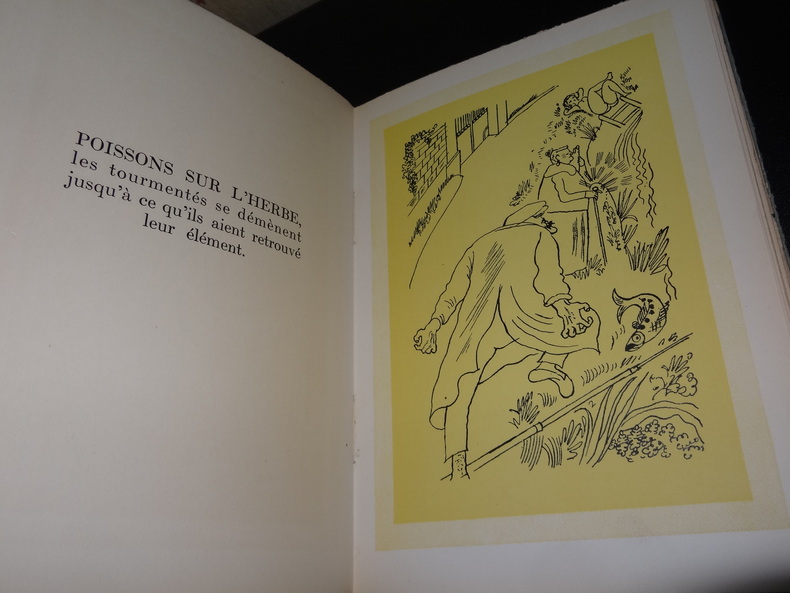 POISSONS SUR L'HERBE,
les tourmentés se démènent
jusqu'à ce qu'ils aient retrouvé
leur élément.